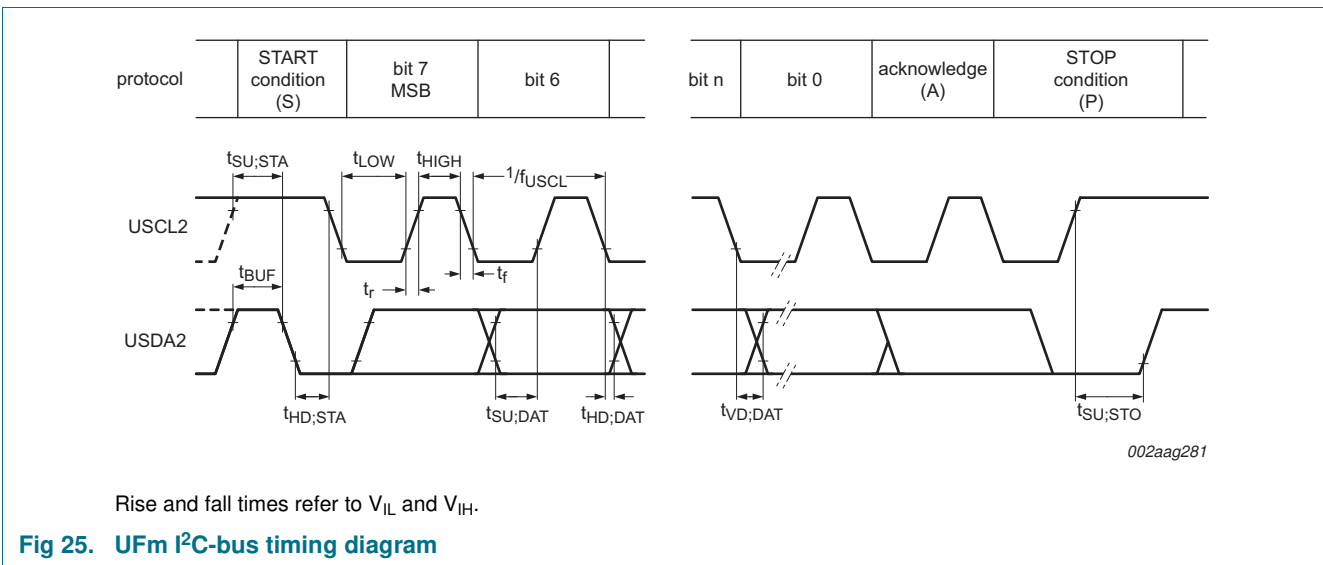 protocol
START
condition
(S)
bit 7
MSB
bit 6
bit n
bit 0
acknowledge
(A)
STOP
condition
(P)
tSU;STA
tLOW
tHIGH
1/fUSCL
USCL2
tBUF
tr
tf
USDA2
tHD;STA
tSU;DAT
tHD;DAT
tVD;DAT
tSU;STO
002aag281
Rise and fall times refer to VIL and VIH.
Fig 25. UFm I²C-bus timing diagram